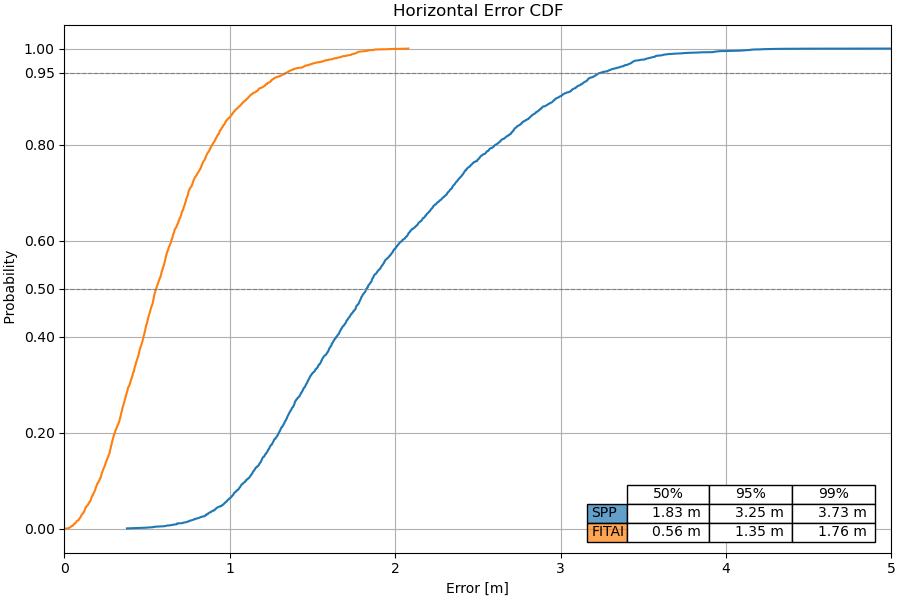 Horizontal Error CDF
1.00
0.95
0.80
0.60
0.50
0.40
0.20
0.00
Probability
50% 95% 99%
SPP 1.83 m 3.25 m 3.73 m
FITAI 0.56 m 1.35 m 1.76 m
0 1 2 3 4 5
Error [m]